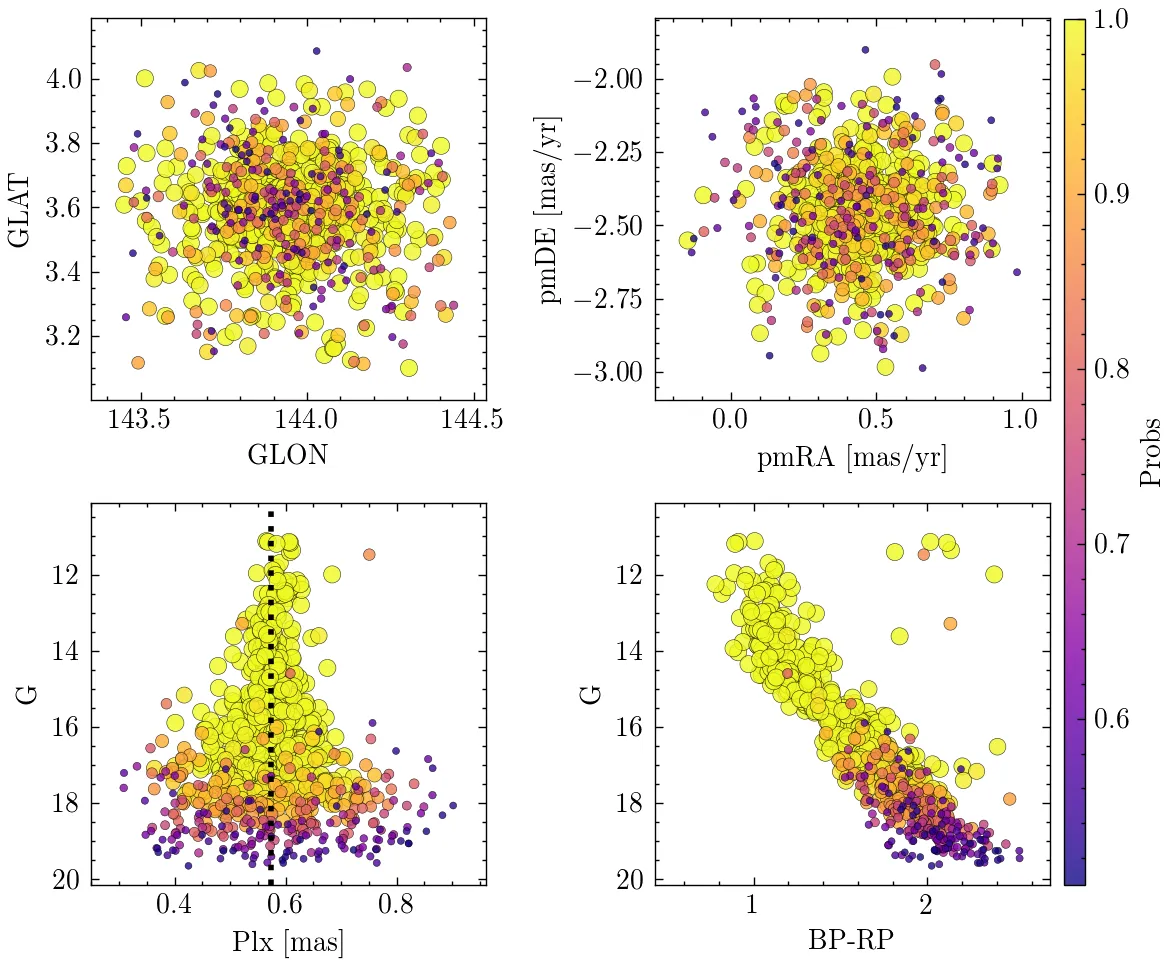 4.0
3.8
3.6
3.4
3.2
GLAT
143.5 144.0 144.5
GLON
−2.00
−2.25
−2.50
−2.75
−3.00
pmDE [mas/yr]
0.0 0.5 1.0
pmRA [mas/yr]
12
14
16
18
20
G
0.4 0.6 0.8
Plx [mas]
12
14
16
18
20
G
1 2
BP-RP
1.0
0.9
0.8
0.7
0.6
Probs